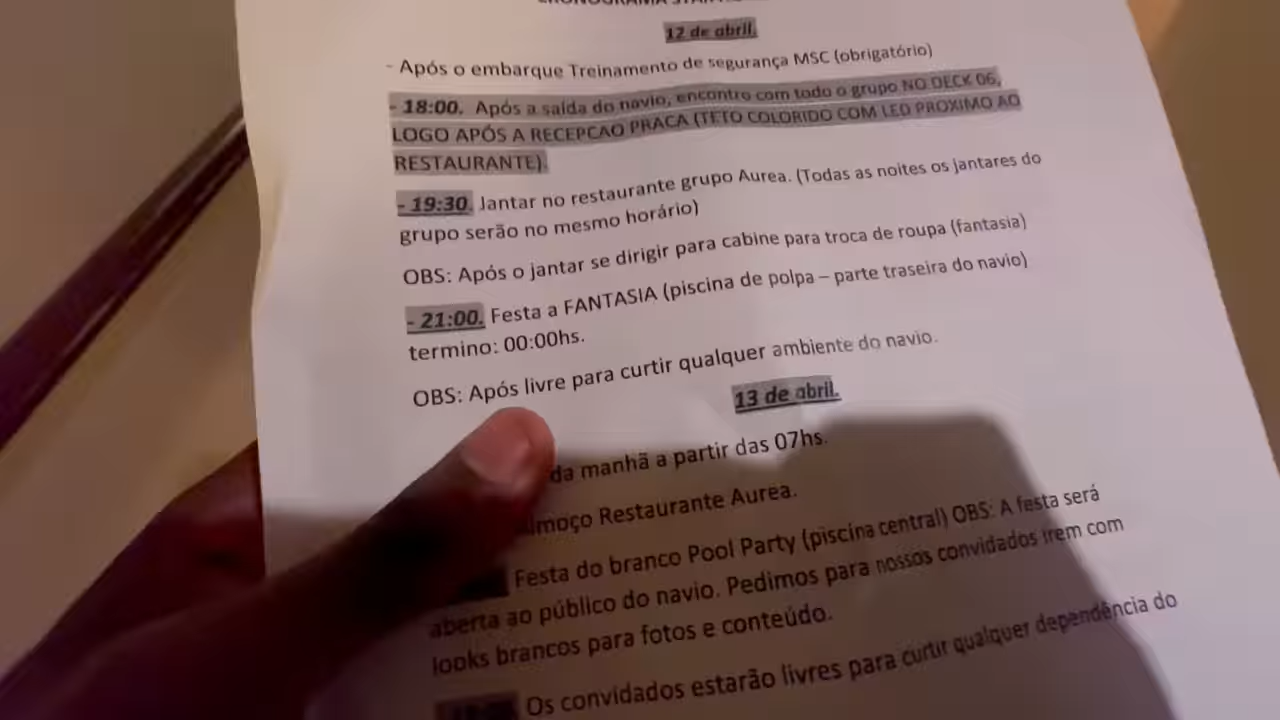 CRONOGRAMA
12 de abril.
- Após o embarque Treinamento de segurança MSC (obrigatório)
- 18:00. Após a saída do navio, encontro com todo o grupo NO DECK 06,
LOGO APÓS A RECEPCAO PRACA (TETO COLORIDO COM LED PROXIMO AO
RESTAURANTE).
- 19:30. Jantar no restaurante grupo Aurea. (Todas as noites os jantares do
grupo serão no mesmo horário)
OBS: Após o jantar se dirigir para cabine para troca de roupa (fantasia)
- 21:00. Festa a FANTASIA (piscina de polpa – parte traseira do navio)
termino: 00:00hs.
OBS: Após livre para curtir qualquer ambiente do navio.
13 de abril.
da manhã a partir das 07hs.
lmoço Restaurante Aurea.
Festa do branco Pool Party (piscina central) OBS: A festa será
aberta ao público do navio. Pedimos para nossos convidados irem com
looks brancos para fotos e conteúdo.
Os convidados estarão livres para curtir qualquer dependência do